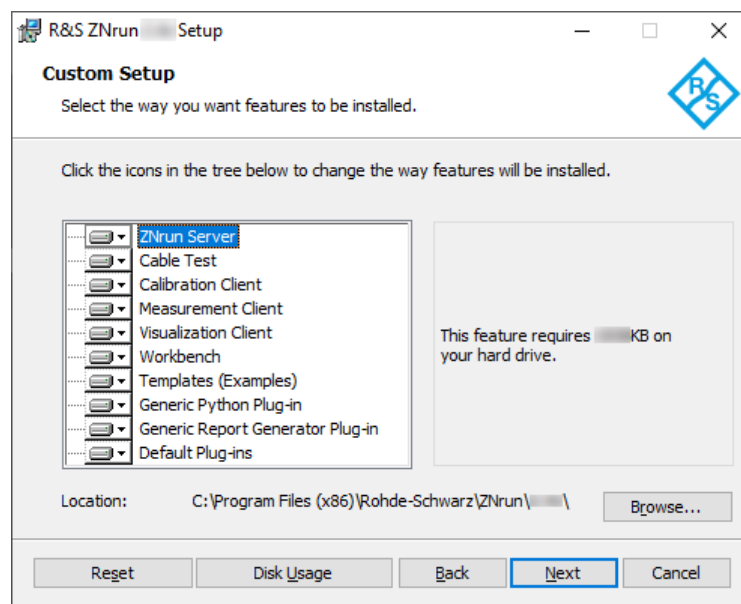 R&S ZNrun Setup
Custom Setup
Select the way you want features to be installed.
R&S
Click the icons in the tree below to change the way features will be installed.
ZNrun Server
Cable Test
Calibration Client
Measurement Client
Visualization Client
Workbench
Templates (Examples)
Generic Python Plug-in
Generic Report Generator Plug-in
Default Plug-ins
This feature requires KB on
your hard drive.
Location: C:\Program Files (x86)\Rohde-Schwarz\ZNrun\ \ Browse...
Reset Disk Usage Back Next Cancel